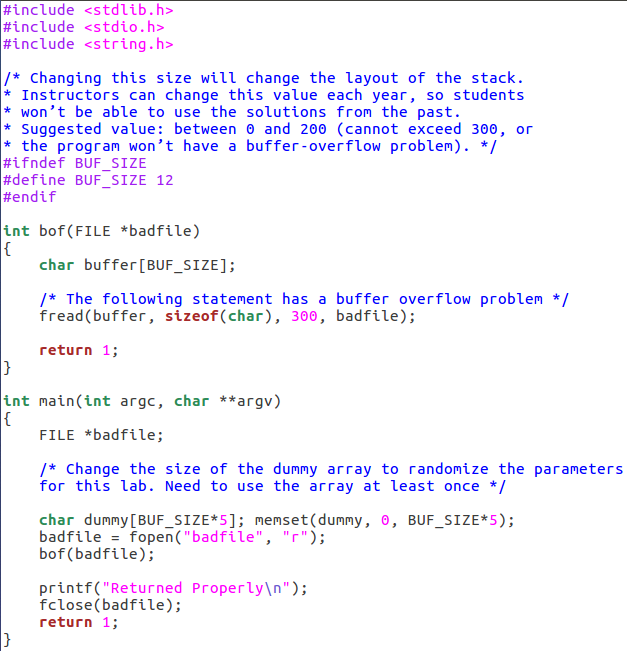 #include <stdlib.h>
#include <stdio.h>
#include <string.h>

/* Changing this size will change the layout of the stack.
* Instructors can change this value each year, so students
* won’t be able to use the solutions from the past.
* Suggested value: between 0 and 200 (cannot exceed 300, or
* the program won’t have a buffer-overflow problem). */
#ifndef BUF_SIZE
#define BUF_SIZE 12
#endif

int bof(FILE *badfile)
{
    char buffer[BUF_SIZE];

    /* The following statement has a buffer overflow problem */
    fread(buffer, sizeof(char), 300, badfile);

    return 1;
}

int main(int argc, char **argv)
{
    FILE *badfile;

    /* Change the size of the dummy array to randomize the parameters
    for this lab. Need to use the array at least once */

    char dummy[BUF_SIZE*5]; memset(dummy, 0, BUF_SIZE*5);
    badfile = fopen("badfile", "r");
    bof(badfile);

    printf("Returned Properly\n");
    fclose(badfile);
    return 1;
}